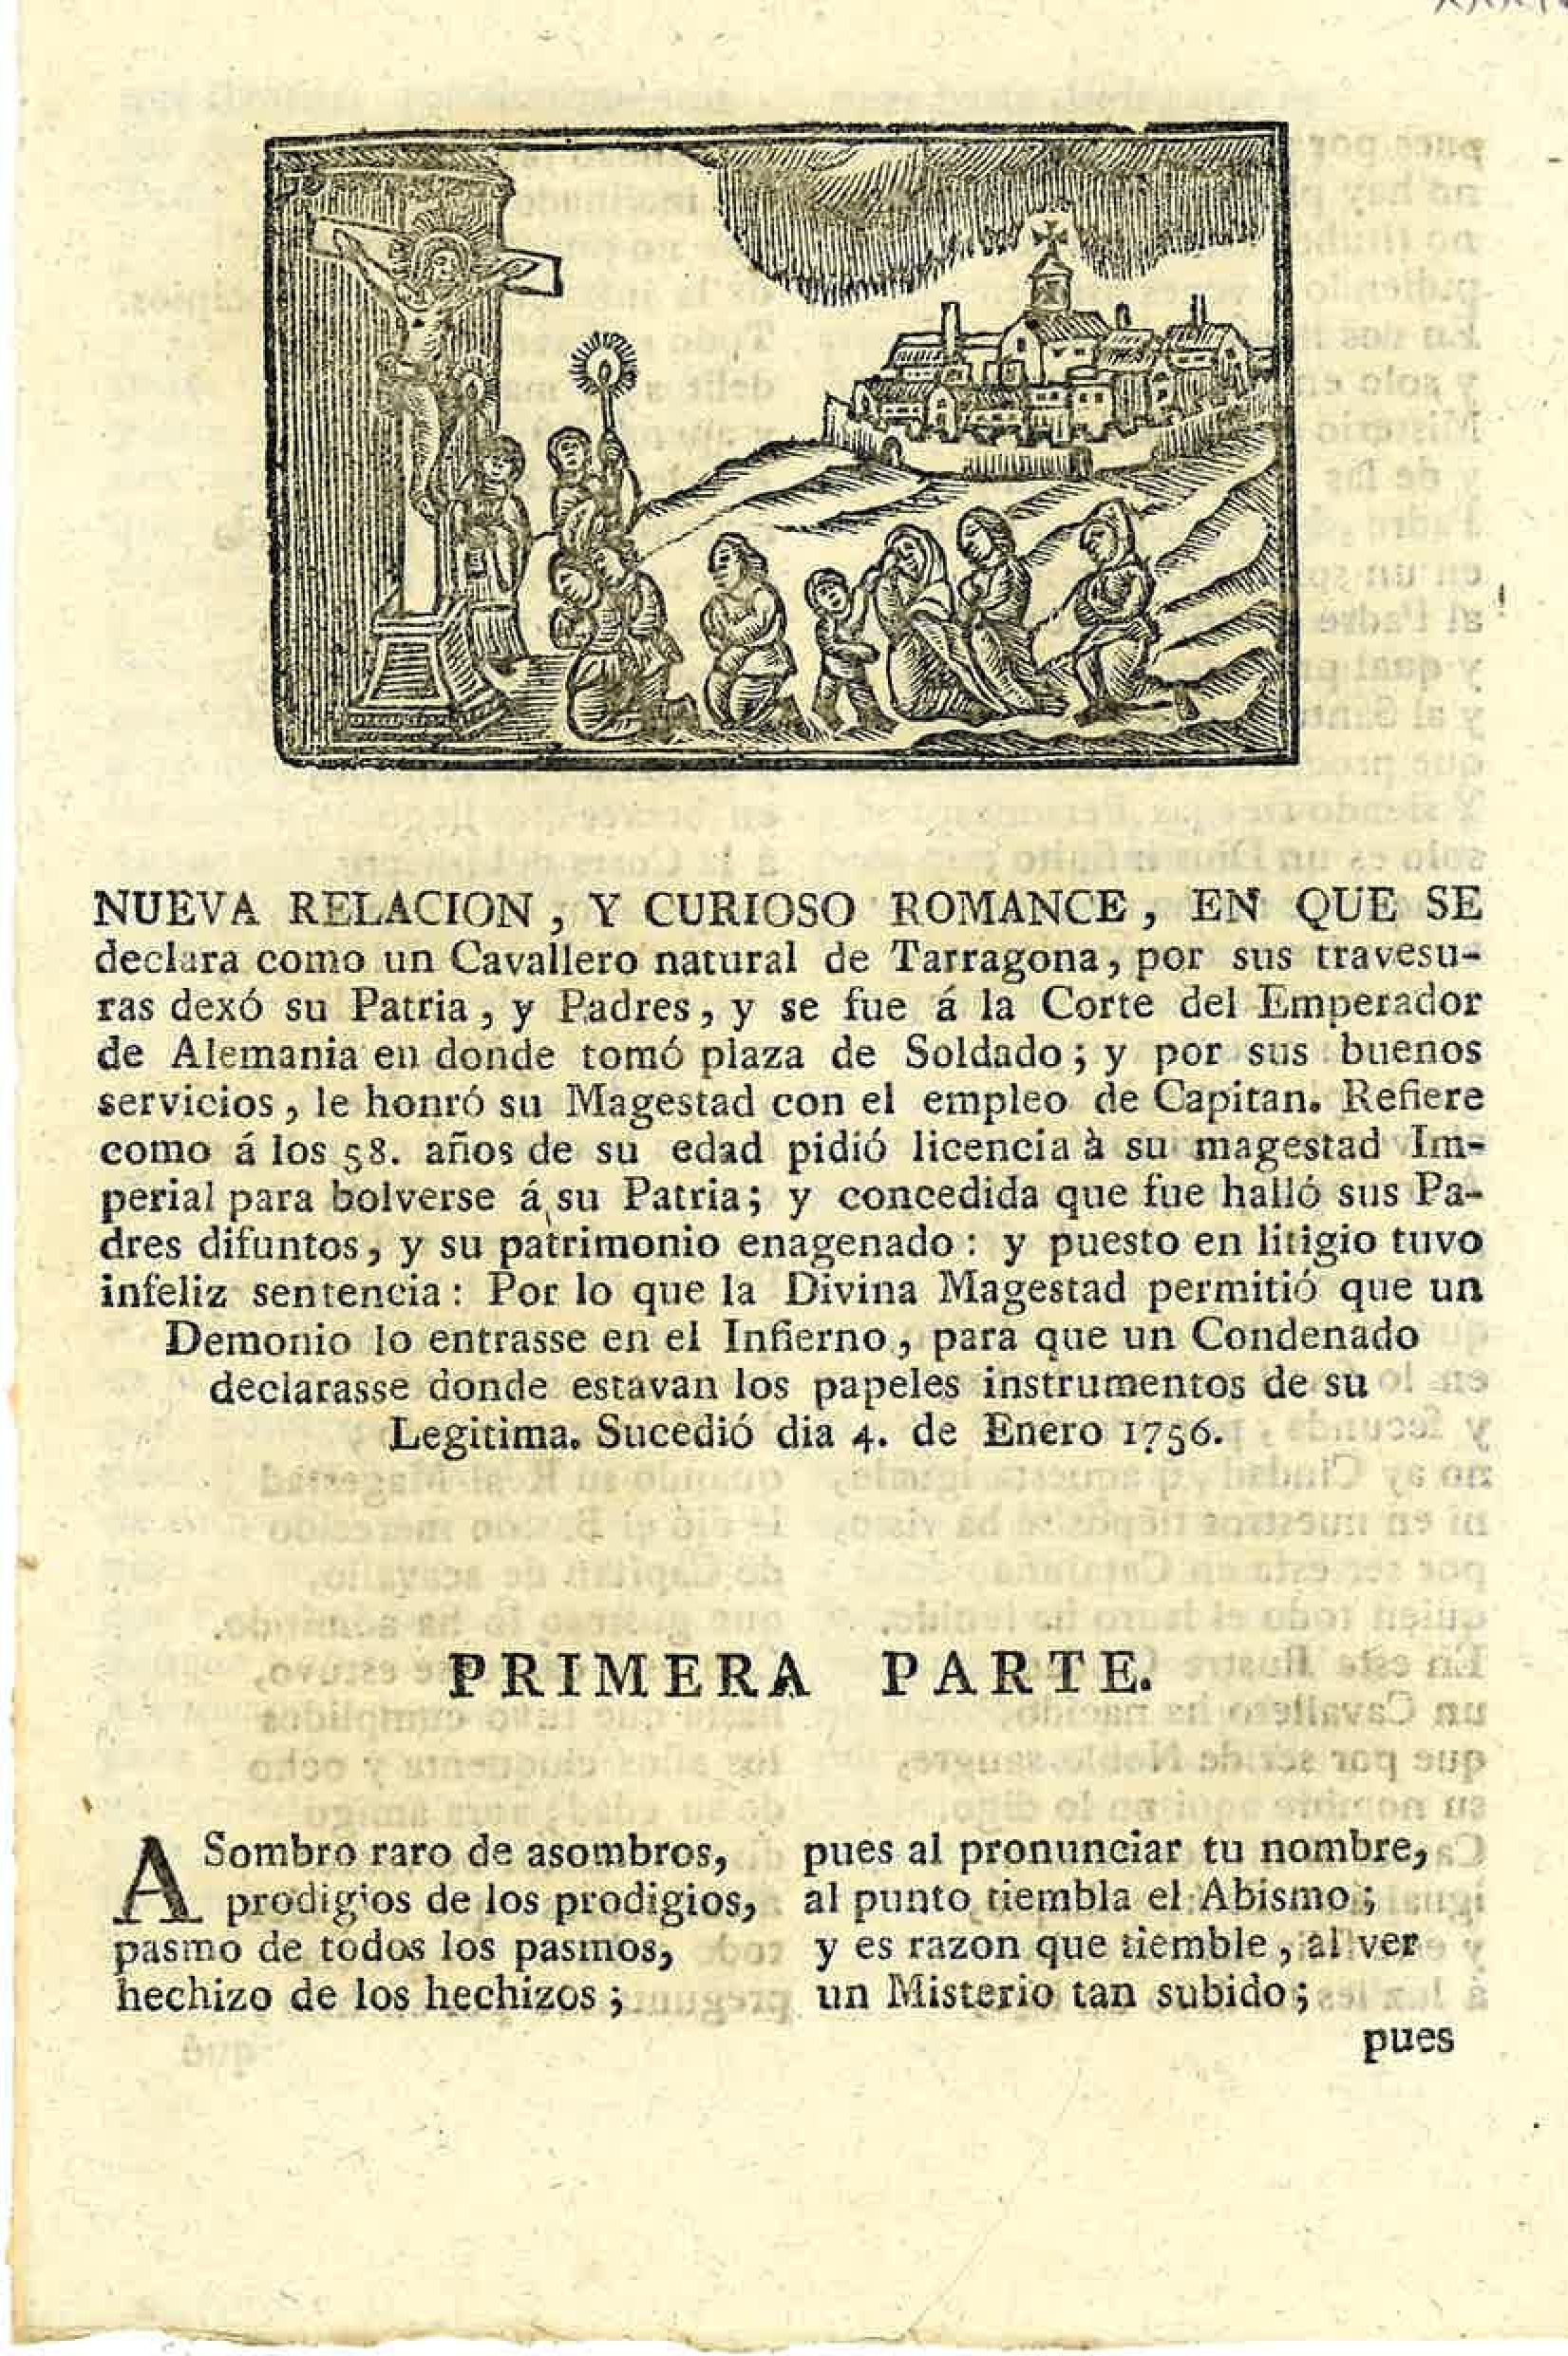 NUEVA RELACION, Y CURIOSO ROMANCE, EN QUE SE
declara como un Cavallero natural de Tarragona, por sus travesu-
ras dexó su Patria, y Padres, y se fue á la Corte del Emperador
de Alemania en donde tomó plaza de Soldado; y por sus buenos
servicios, le honró su Magestad con el empleo de Capitan. Refiere
como á los 58. años de su edad pidió licencia à su magestad Im-
perial para bolverse á su Patria; y concedida que fue halló sus Pa-
dres difuntos, y su patrimonio enagenado: y puesto en litigio tuvo
infeliz sentencia: Por lo que la Divina Magestad permitió que un
Demonio lo entrasse en el Infierno, para que un Condenado
declarasse donde estavan los papeles instrumentos de su
Legitima. Sucedió dia 4. de Enero 1756.
PRIMERA PARTE.
ASombro raro de asombros,
prodigios de los prodigios,
pasmo de todos los pasmos,
hechizo de los hechizos;
pues al pronunciar tu nombre,
al punto tiembla el Abismo;
y es razon que tiemble, al ver
un Misterio tan subido;
pues